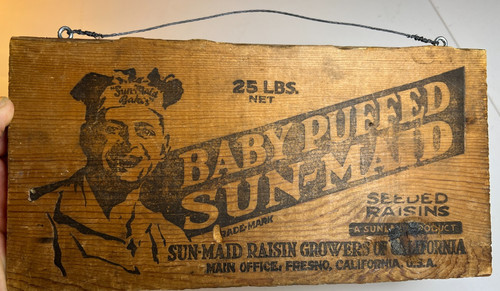 Sun-Maid
25 LBS.
NET
BABY PUFFED
SUN-MAID
TRADE-MARK
SEEDED
RAISINS
A SUNLAND PRODUCT
SUN-MAID RAISIN GROWERS OF CALIFORNIA
MAIN OFFICE, FRESNO, CALIFORNIA, U.S.A.